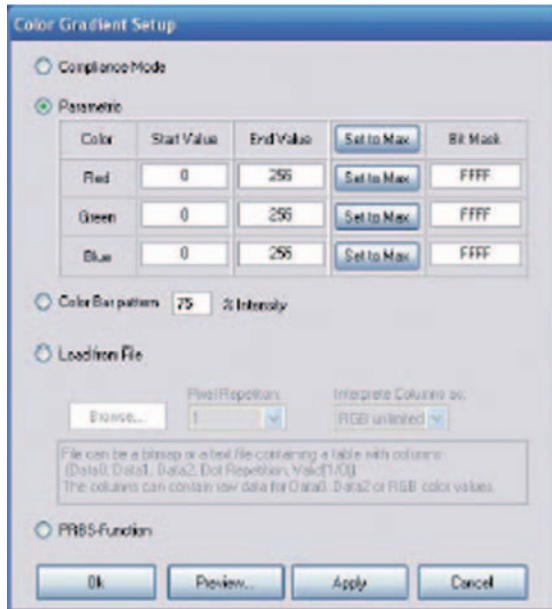 Color Gradient Setup
Compliance Mode
Parametric
Color Start Value End Value Set to Max Bit Mask
Red 0 256 Set to Max FFFF
Green 0 256 Set to Max FFFF
Blue 0 256 Set to Max FFFF
Color Bar pattern 75 % Intensity
Load from File
Pixel Repetition: Interprete Columns as:
Browse... 1 RGB unlimited
File can be a bitmap or a text file containing a table with columns
(Data0, Data1, Data2, Dot Repetition, Valid[1/0])
The columns can contain raw data for Data0..Data2 or RGB color values.
PRBS-Function
Ok Preview... Apply Cancel